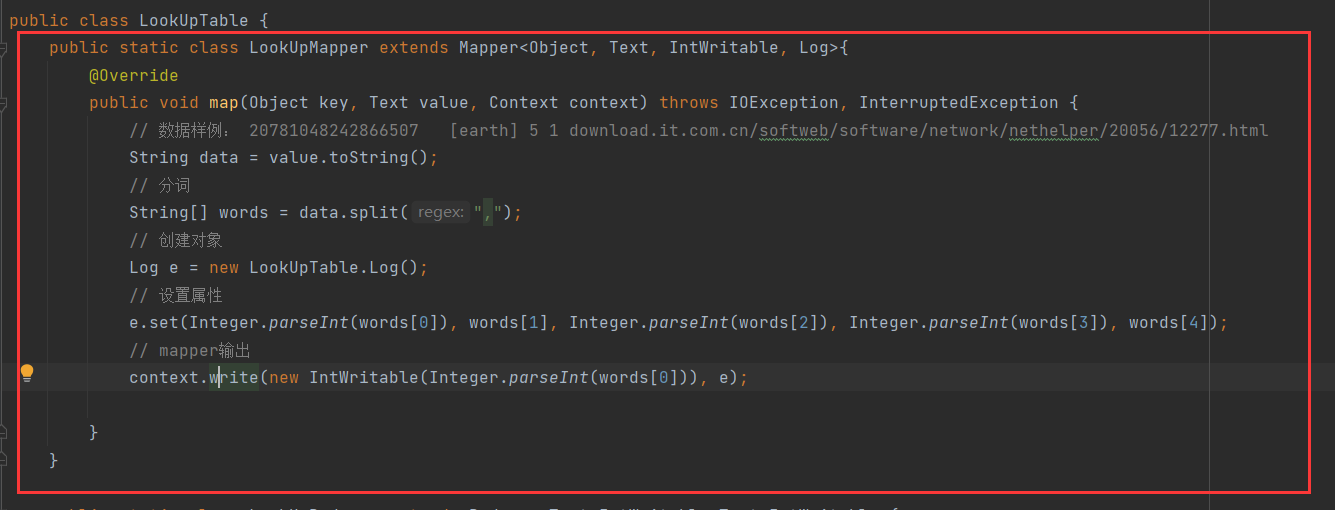 public class LookUpTable {
public static class LookUpMapper extends Mapper<Object, Text, IntWritable, Log>{
@Override
public void map(Object key, Text value, Context context) throws IOException, InterruptedException {
// 数据样例： 20781048242866507   [earth] 5 1 download.it.com.cn/softweb/software/network/nethelper/20056/12277.html
String data = value.toString();
// 分词
String[] words = data.split( regex: ",");
// 创建对象
Log e = new LookUpTable.Log();
// 设置属性
e.set(Integer.parseInt(words[0]), words[1], Integer.parseInt(words[2]), Integer.parseInt(words[3]), words[4]);
// mapper输出
context.write(new IntWritable(Integer.parseInt(words[0])), e);
}
}